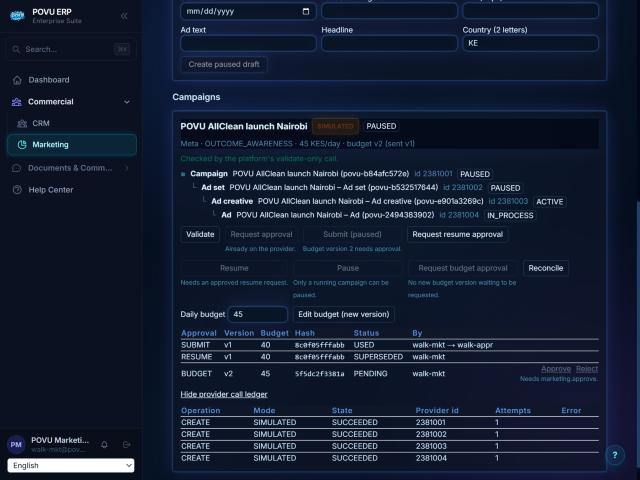 POVU ERP
Enterprise Suite
Search...
Dashboard
Commercial
CRM
Marketing
Documents & Comm...
Help Center
POVU Marketi...
walk-mkt@pov...
PM
English
mm/dd/yyyy
Ad text
Headline
Country (2 letters)
KE
Create paused draft
Campaigns
POVU AllClean launch Nairobi SIMULATED PAUSED
Meta · OUTCOME_AWARENESS · 45 KES/day · budget v2 (sent v1)
Checked by the platform's validate-only call.
Campaign POVU AllClean launch Nairobi (povu-b84afc572e) id 2381001 PAUSED
└ Ad set POVU AllClean launch Nairobi – Ad set (povu-b532517644) id 2381002 PAUSED
└ Ad creative POVU AllClean launch Nairobi – Ad creative (povu-e901a3269c) id 2381003 ACTIVE
└ Ad POVU AllClean launch Nairobi – Ad (povu-2494383902) id 2381004 IN_PROCESS
Validate Request approval Submit (paused) Request resume approval
Already on the provider. Budget version 2 needs approval.
Resume Pause Request budget approval Reconcile
Needs an approved resume request. Only a running campaign can be paused. No new budget version waiting to be requested.
Daily budget 45 Edit budget (new version)
Approval Version Budget Hash Status By
SUBMIT v1 40 8c0f05fffabb USED walk-mkt → walk-appr
RESUME v1 40 8c0f05fffabb SUPERSEDED walk-mkt
BUDGET v2 45 5f5dc2f3381a PENDING walk-mkt Approve Reject
Needs marketing.approve.
Hide provider call ledger
Operation Mode State Provider id Attempts Error
CREATE SIMULATED SUCCEEDED 2381001 1
CREATE SIMULATED SUCCEEDED 2381002 1
CREATE SIMULATED SUCCEEDED 2381003 1
CREATE SIMULATED SUCCEEDED 2381004 1
?